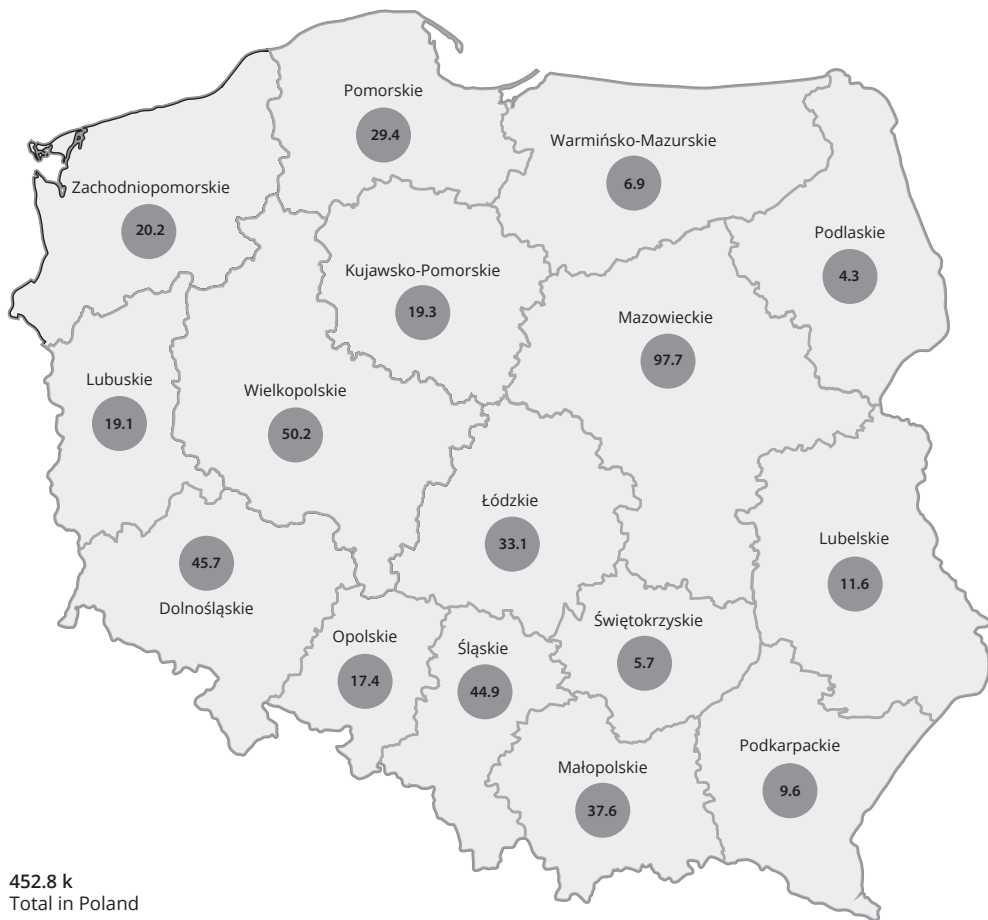 Pomorskie
29.4
Warmińsko-Mazurskie
6.9
Zachodniopomorskie
20.2
Podlaskie
4.3
Kujawsko-Pomorskie
19.3
Mazowieckie
97.7
Lubuskie
19.1
Wielkopolskie
50.2
Łódzkie
33.1
Lubelskie
11.6
45.7
Dolnośląskie
Opolskie
17.4
Śląskie
44.9
Świętokrzyskie
5.7
Podkarpackie
9.6
Małopolskie
37.6
452.8 k
Total in Poland